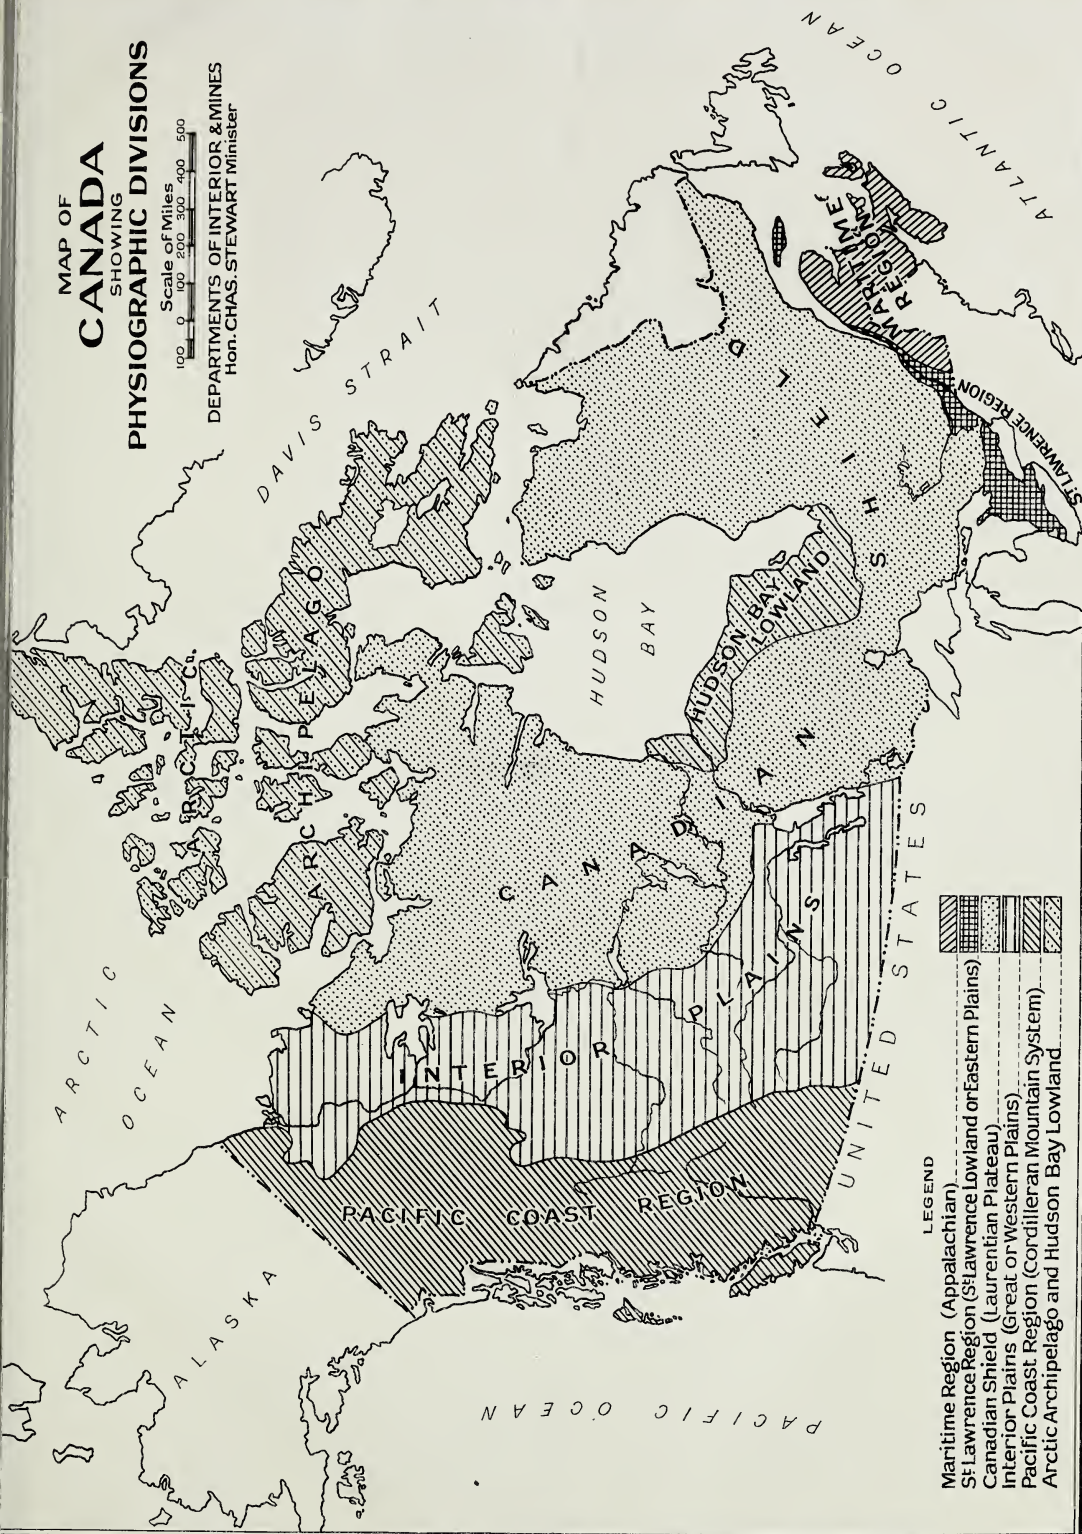 MAP OF
CANADA
SHOWING
PHYSIOGRAPHIC DIVISIONS
Scale of Miles
100 0 100 200 300 400 500
DEPARTMENTS OF INTERIOR & MINES
Hon. CHAS. STEWART Minister
ARCTIC
OCEAN
ALASKA
PACIFIC OCEAN
DAVIS STRAIT
ARCTIC
ARCHIPELAGO
HUDSON
BAY
HUDSON BAY
LOWLAND
CANADIAN SHIELD
INTERIOR PLAINS
PACIFIC COAST REGION
UNITED STATES
MARITIME
REGION
ST. LAWRENCE REGION
ATLANTIC OCEAN
LEGEND
Maritime Region (Appalachian)
St. Lawrence Region (St. Lawrence Lowland or Eastern Plains)
Canadian Shield (Laurentian Plateau)
Interior Plains (Great or Western Plains)
Pacific Coast Region (Cordilleran Mountain System)
Arctic Archipelago and Hudson Bay Lowland